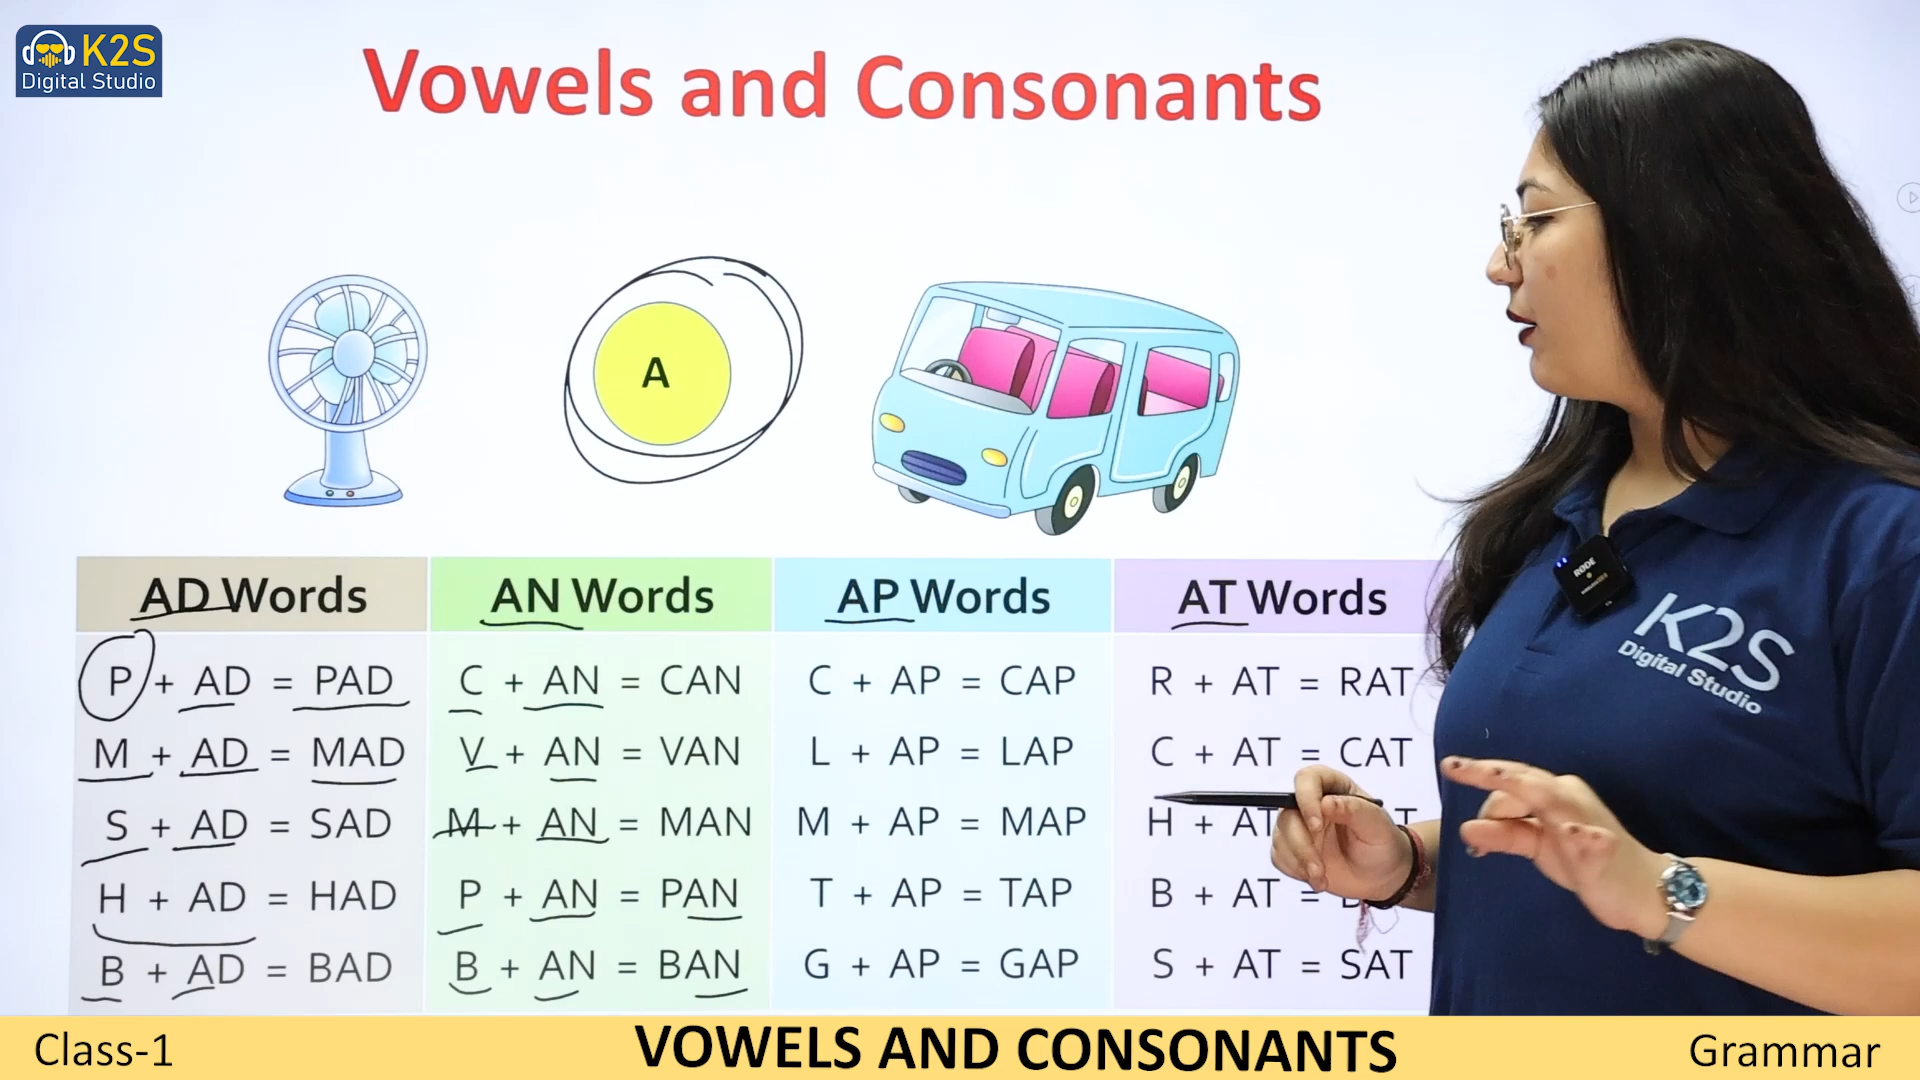 K2S
Digital Studio
Vowels and Consonants
A
AD Words
AN Words
AP Words
AT Words
P + AD = PAD
C + AN = CAN
C + AP = CAP
R + AT = RAT
M + AD = MAD
V + AN = VAN
L + AP = LAP
C + AT = CAT
S + AD = SAD
M + AN = MAN
M + AP = MAP
H + AT
H + AD = HAD
P + AN = PAN
T + AP = TAP
B + AT =
B + AD = BAD
B + AN = BAN
G + AP = GAP
S + AT = SAT
RODE
K2S
Digital Studio
Class-1
VOWELS AND CONSONANTS
Grammar